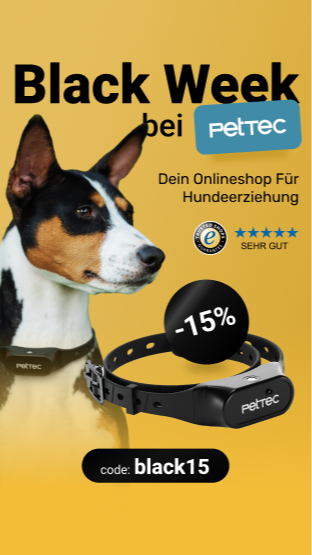 Black Week
bei PetTec
Dein Onlineshop Für
Hundeerziehung
e
SEHR GUT
-15%
PetTec
PetTec
code: black15